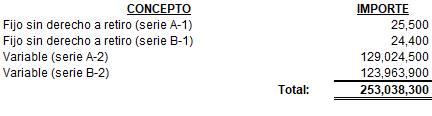 CONCEPTO IMPORTE
Fijo sin derecho a retiro (serie A-1) 25,500
Fijo sin derecho a retiro (serie B-1) 24,400
Variable (serie A-2) 129,024,500
Variable (serie B-2) 123,963,900
Total: 253,038,300